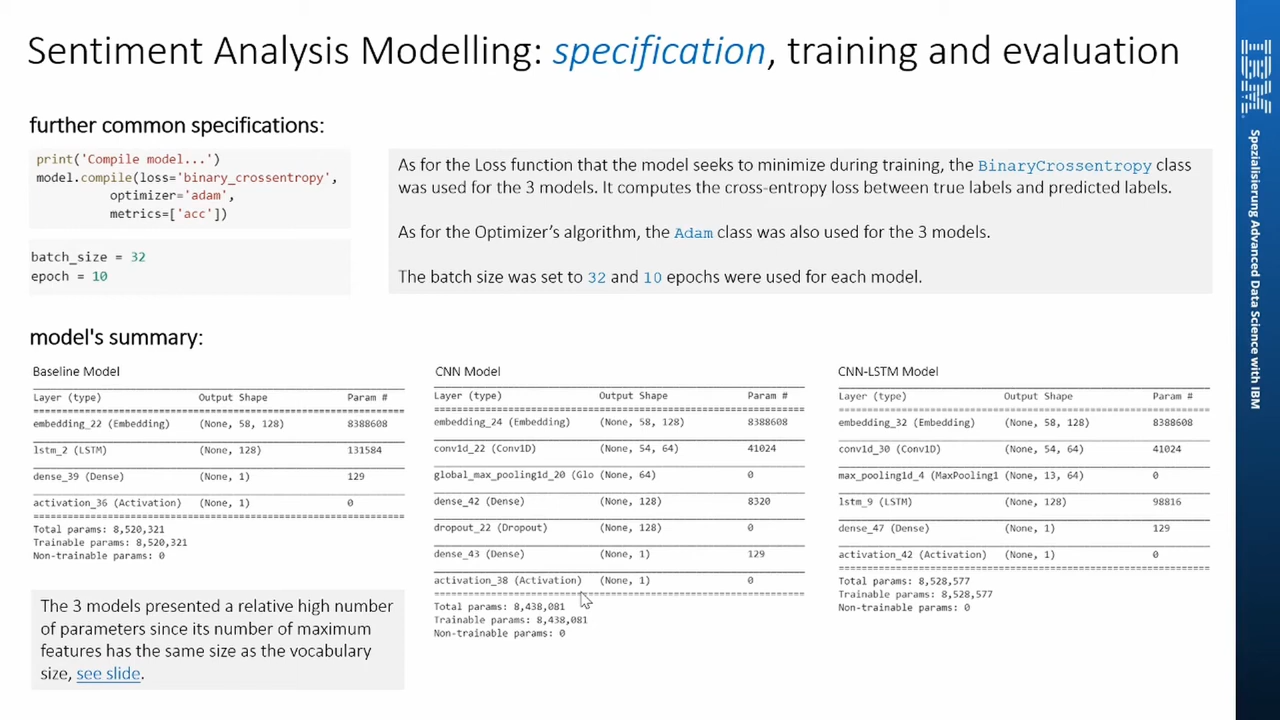 Sentiment Analysis Modelling: specification, training and evaluation
further common specifications:
print('Compile model...')
model.compile(loss='binary_crossentropy',
optimizer='adam',
metrics=['acc'])
batch_size = 32
epoch = 10
As for the Loss function that the model seeks to minimize during training, the BinaryCrossentropy class
was used for the 3 models. It computes the cross-entropy loss between true labels and predicted labels.
As for the Optimizer’s algorithm, the Adam class was also used for the 3 models.
The batch size was set to 32 and 10 epochs were used for each model.
model's summary:
Baseline Model
Layer (type) Output Shape Param #
embedding_22 (Embedding) (None, 58, 128) 8388608
lstm_2 (LSTM) (None, 128) 131584
dense_39 (Dense) (None, 1) 129
activation_36 (Activation) (None, 1) 0
Total params: 8,520,321
Trainable params: 8,520,321
Non-trainable params: 0
The 3 models presented a relative high number
of parameters since its number of maximum
features has the same size as the vocabulary
size, see slide.
CNN Model
Layer (type) Output Shape Param #
embedding_24 (Embedding) (None, 58, 128) 8388608
conv1d_22 (Conv1D) (None, 54, 64) 41024
global_max_pooling1d_20 (Glo (None, 64) 0
dense_42 (Dense) (None, 128) 8320
dropout_22 (Dropout) (None, 128) 0
dense_43 (Dense) (None, 1) 129
activation_38 (Activation) (None, 1) 0
Total params: 8,438,081
Trainable params: 8,438,081
Non-trainable params: 0
CNN-LSTM Model
Layer (type) Output Shape Param #
embedding_32 (Embedding) (None, 58, 128) 8388608
conv1d_30 (Conv1D) (None, 54, 64) 41024
max_pooling1d_4 (MaxPooling1 (None, 13, 64) 0
lstm_9 (LSTM) (None, 128) 98816
dense_47 (Dense) (None, 1) 129
activation_42 (Activation) (None, 1) 0
Total params: 8,528,577
Trainable params: 8,528,577
Non-trainable params: 0
IBM
Spezialisierung Advanced Data Science with IBM